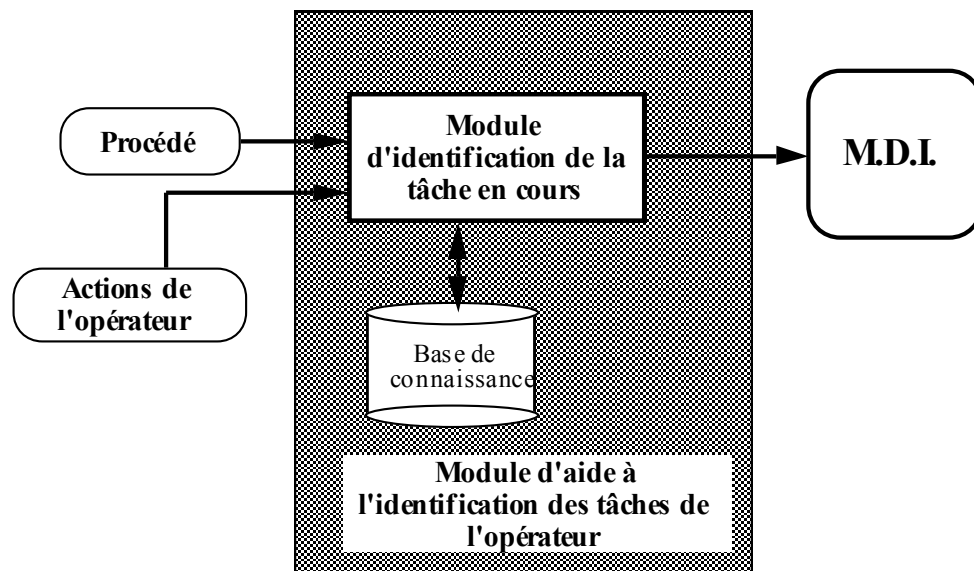 Procédé
Actions de
l'opérateur
Module
d'identification de la
tâche en cours
M.D.I.
Base de
connaissance
Module d'aide à
l'identification des tâches de
l'opérateur